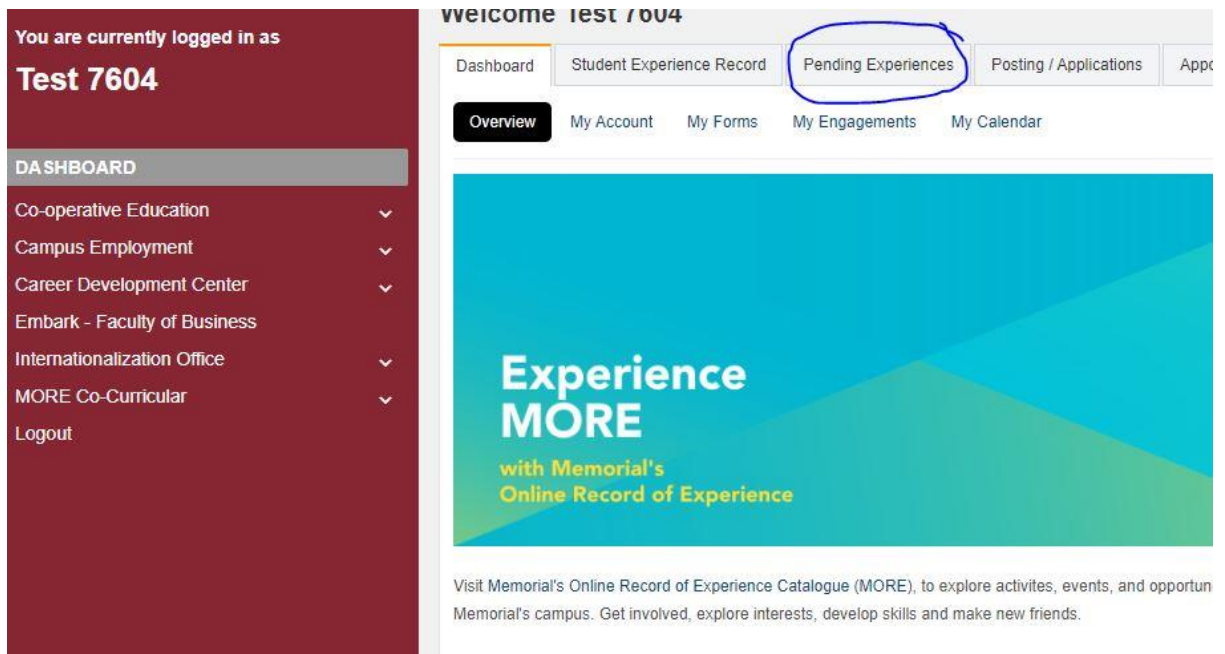 You are currently logged in as
Test 7604
DASHBOARD
Co-operative Education
Campus Employment
Career Development Center
Embark - Faculty of Business
Internationalization Office
MORE Co-Curricular
Logout
Welcome Test 7604
Dashboard Student Experience Record Pending Experiences Posting / Applications
Overview My Account My Forms My Engagements My Calendar
Experience
MORE
with Memorial's
Online Record of Experience
Visit Memorial's Online Record of Experience Catalogue (MORE), to explore activites, events, and
Memorial's campus. Get involved, explore interests, develop skills and make new friends.